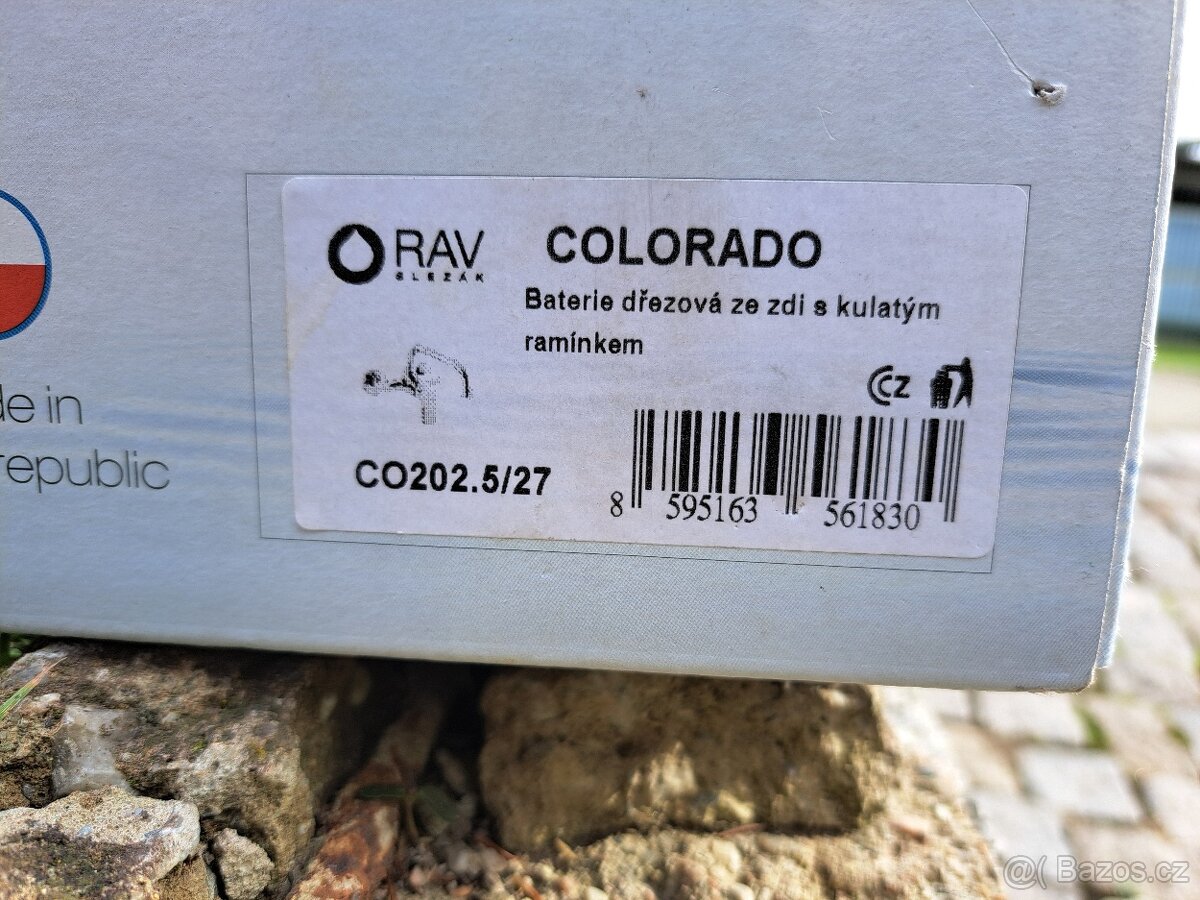 RAV
SLEZÁK
COLORADO
Baterie dřezová ze zdi s kulatým
ramínkem
CZ
CO202.5/27
8 595163 561830
de in
republic
@( Bazos.cz